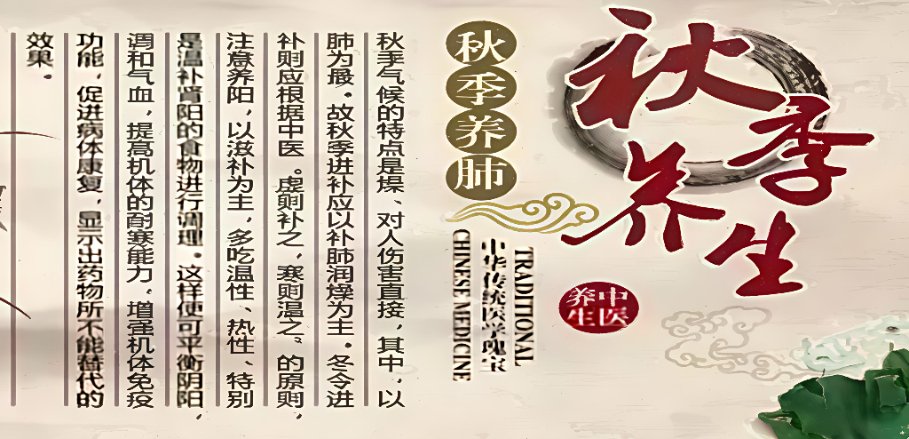 秋季养生
中医
养生
秋季养肺
TRADITIONAL
中华传统医学瑰宝
CHINESE MEDICINE
秋季气候的特点是燥、对人伤害直接，其中，以
肺为最。故秋季进补应以补肺润燥为主。冬令进
补则应根据中医。虚则补之，寒则温之”的原则，
注意养阳，以汝补为主，多吃温性、热性、特别
是温补肾阳的食物进行调理。这样便可平衡阴阳，
调和气血，提高机体的耐寒能力，增强机体免疫
功能，促进病体康复，显示出药物所不能替代的
效果。